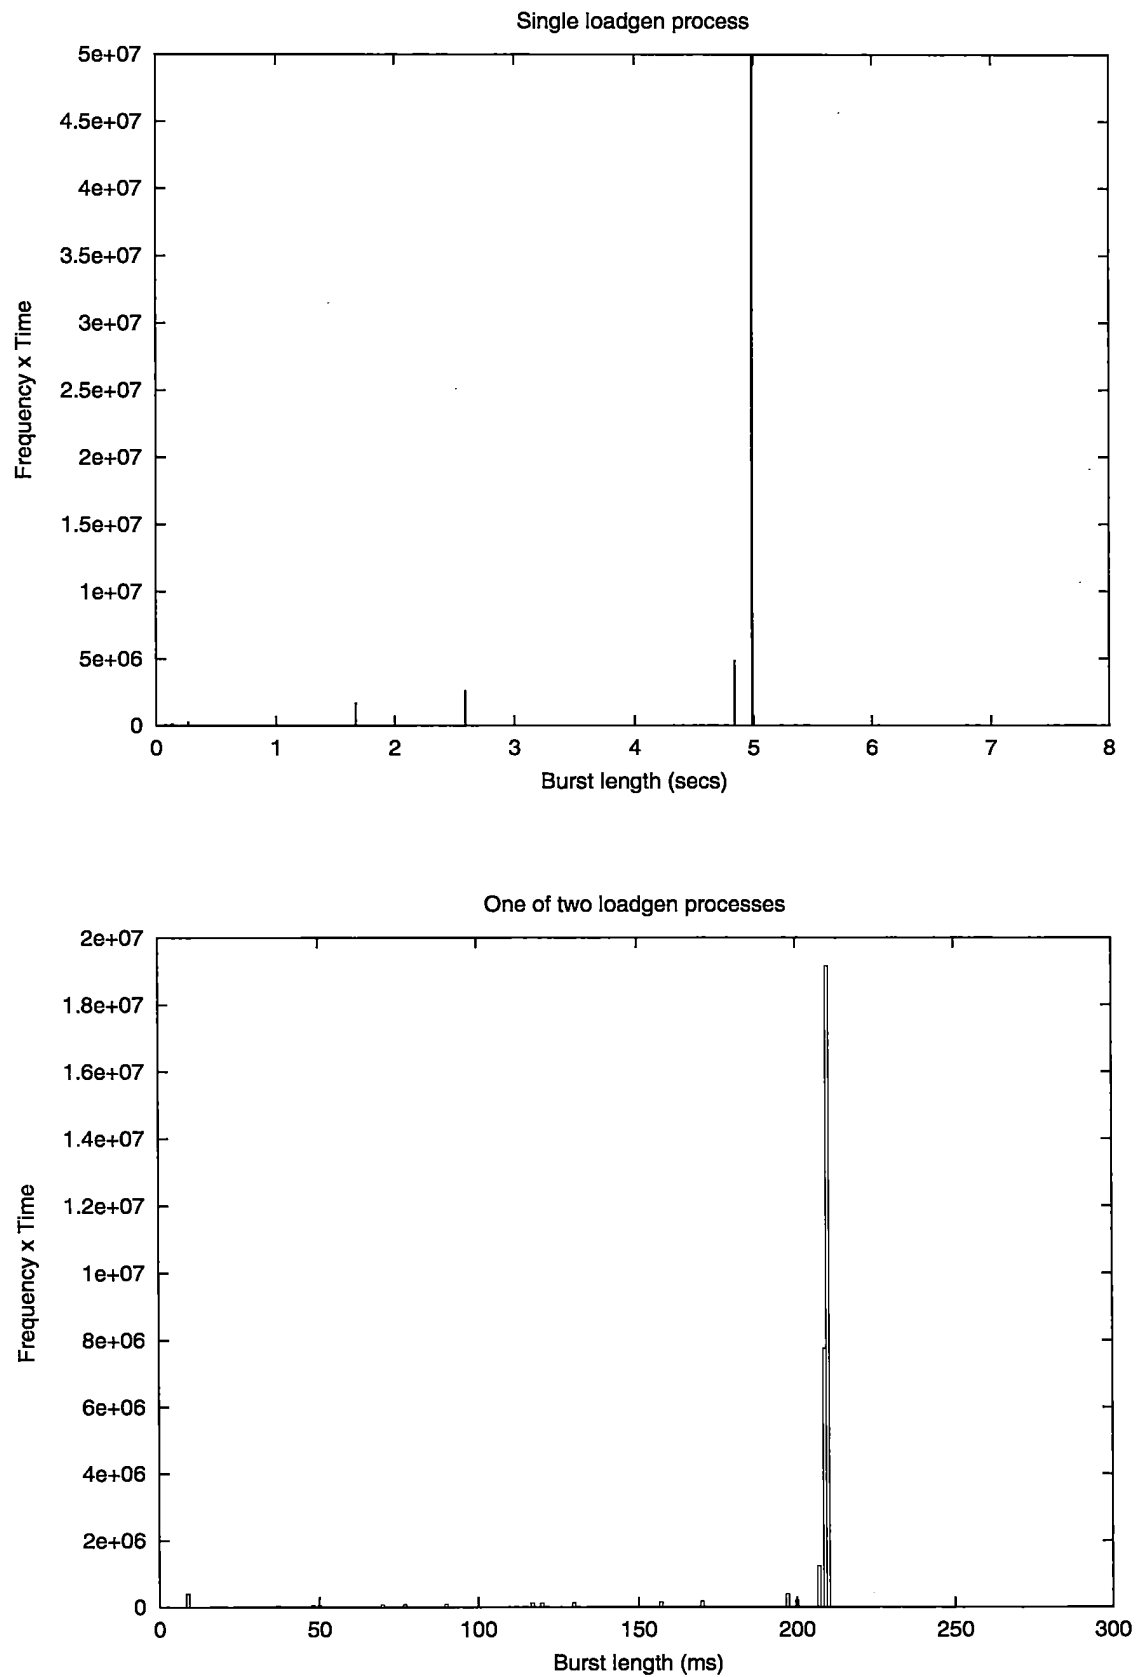 Single loadgen process
5e+07
4.5e+07
4e+07
3.5e+07
3e+07
2.5e+07
2e+07
1.5e+07
1e+07
5e+06
0
Frequency x Time
0 1 2 3 4 5 6 7 8
Burst length (secs)
One of two loadgen processes
2e+07
1.8e+07
1.6e+07
1.4e+07
1.2e+07
1e+07
8e+06
6e+06
4e+06
2e+06
0
Frequency x Time
0 50 100 150 200 250 300
Burst length (ms)